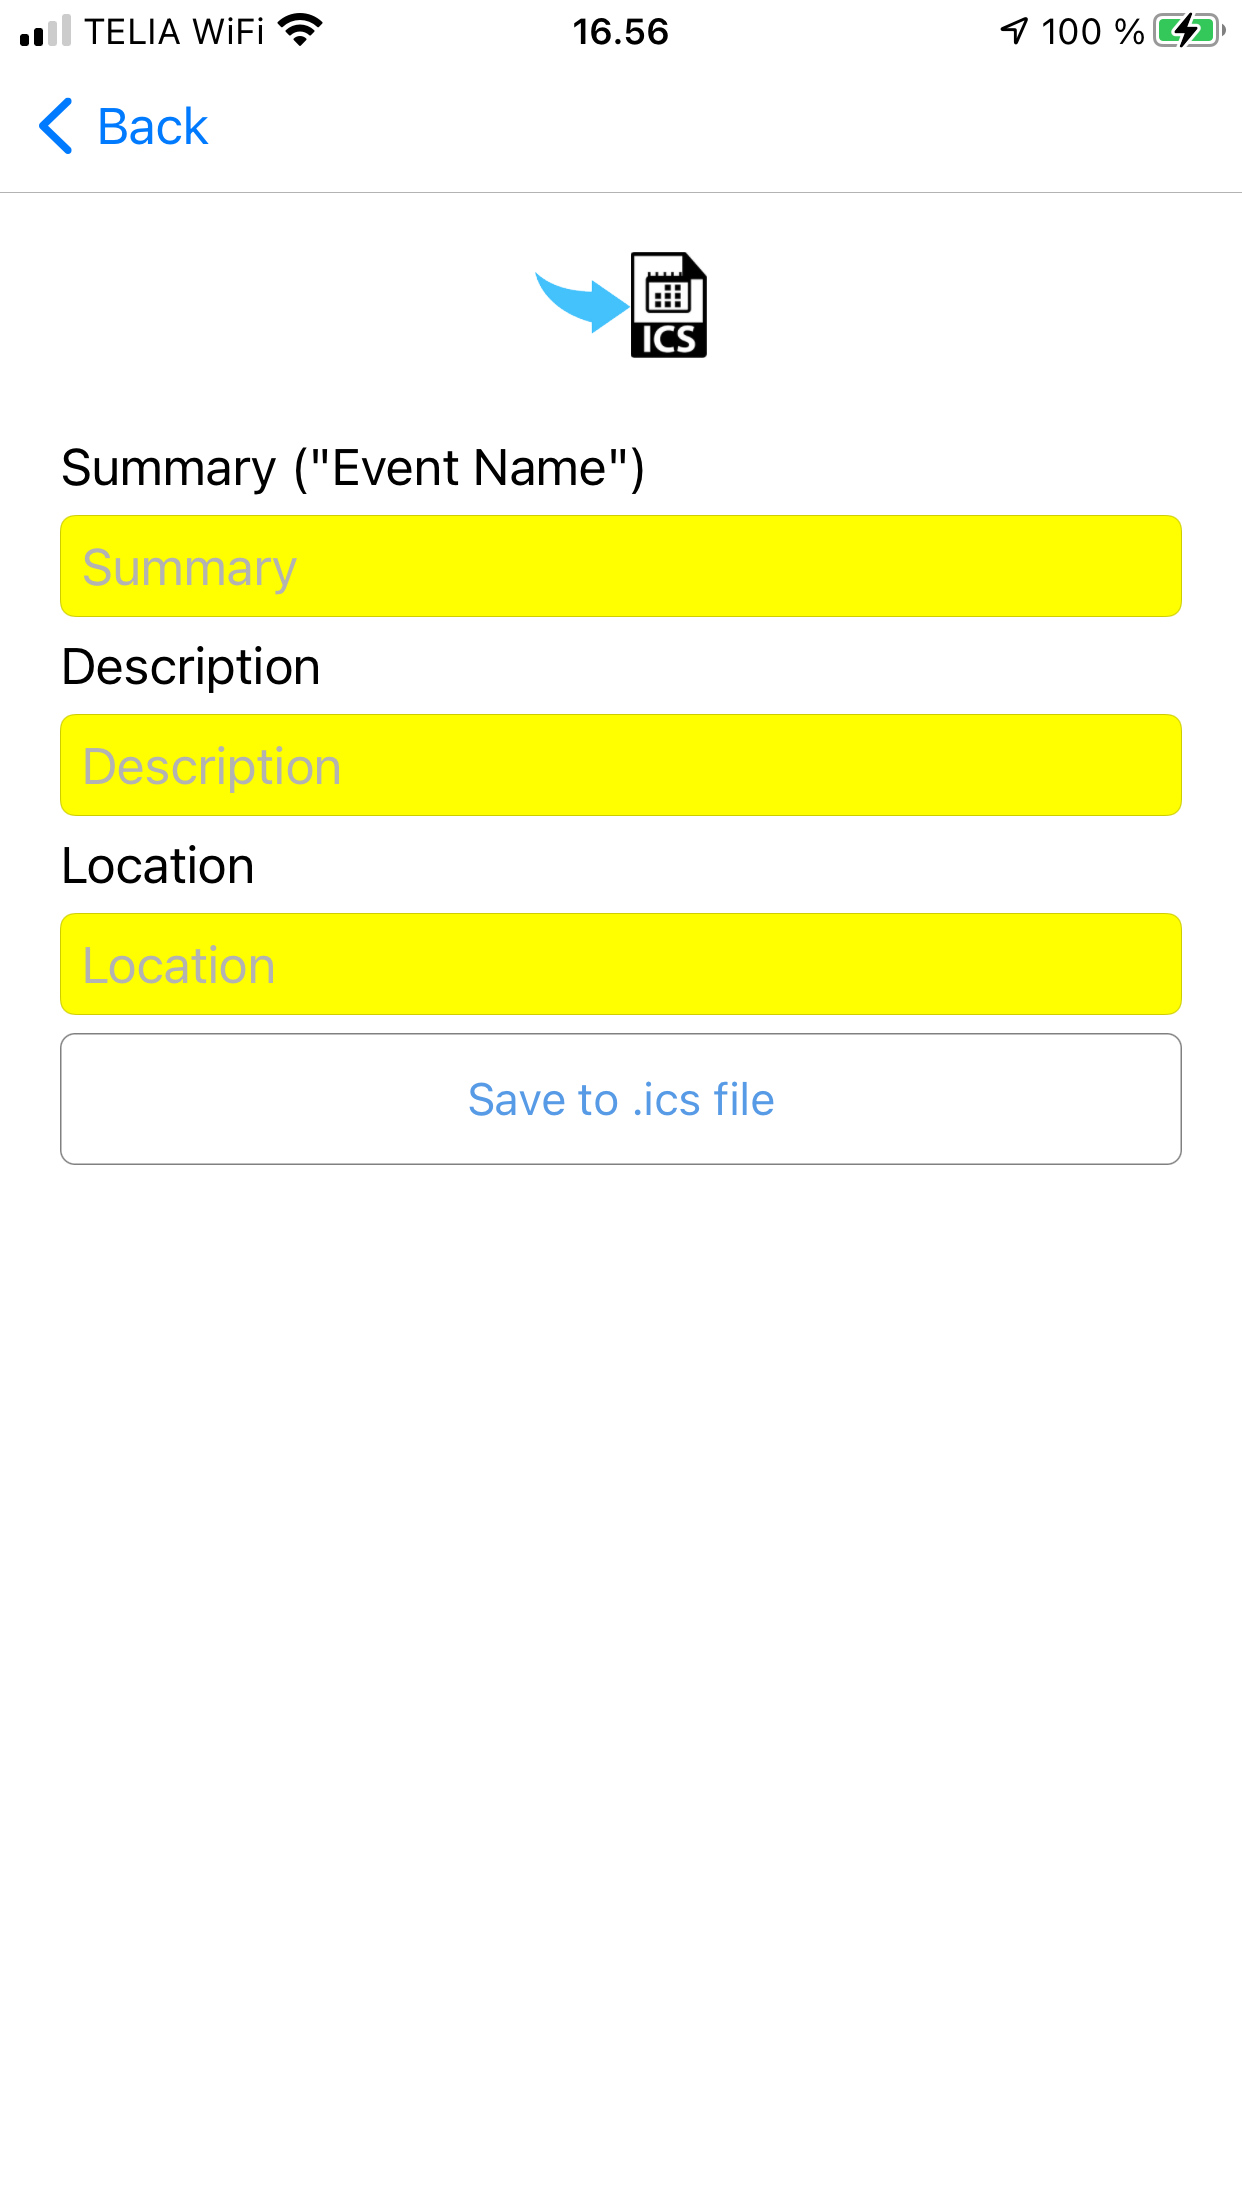 TELIA WiFi 16.56 100 %
Back
ICS
Summary ("Event Name")
Summary
Description
Description
Location
Location
Save to .ics file